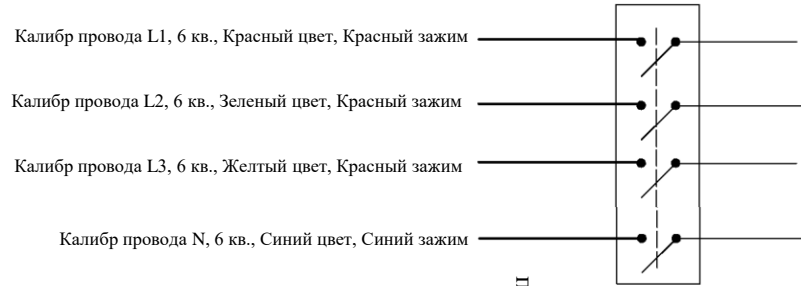 Калибр провода L1, 6 кв., Красный цвет, Красный зажим
Калибр провода L2, 6 кв., Зеленый цвет, Красный зажим
Калибр провода L3, 6 кв., Желтый цвет, Красный зажим
Калибр провода N, 6 кв., Синий цвет, Синий зажим